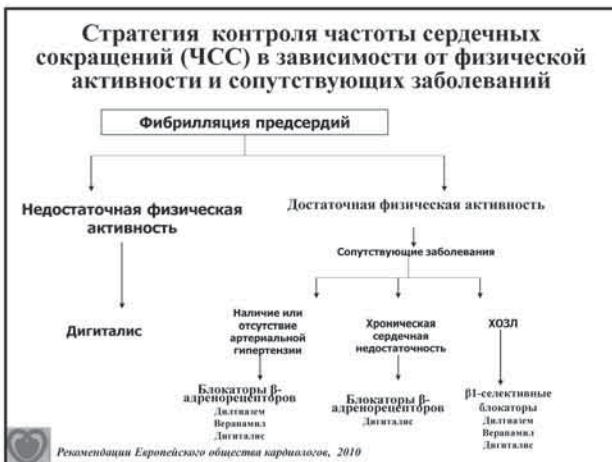 Стратегия контроля частоты сердечных
сокращений (ЧСС) в зависимости от физической
активности и сопутствующих заболеваний
Фибрилляция предсердий
Недостаточная физическая
активность
Достаточная физическая активность
Сопутствующие заболевания
Дигиталис
Наличие или
отсутствие
артериальной
гипертензии
Хроническая
сердечная
недостаточность
ХОЗЛ
Блокаторы β-
адренорецепторов
Дилтиазем
Верапамил
Дигиталис
Блокаторы β-
адренорецепторов
Дигиталис
β1-селективные
блокаторы
Дилтиазем
Верапамил
Дигиталис
Рекомендации Европейского общества кардиологов, 2010